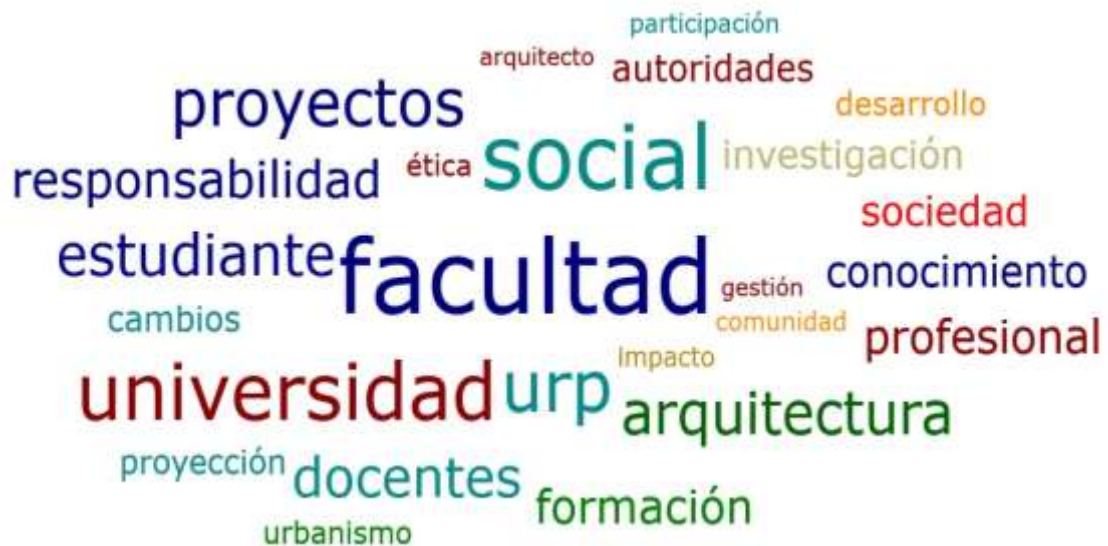 participación
arquitecto autoridades
proyectos desarrollo
responsabilidad ética social investigación
sociedad
estudiante facultad conocimiento
gestión
cambios comunidad profesional
impacto
universidad urp arquitectura
proyección docentes formación
urbanismo